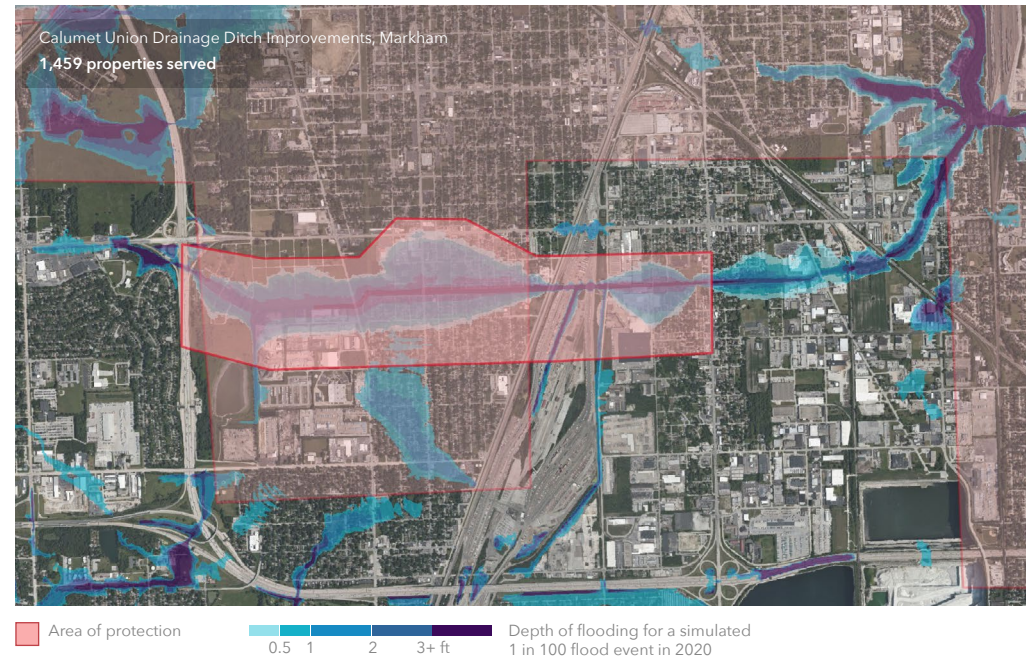 Calumet Union Drainage Ditch Improvements, Markham
1,459 properties served
Area of protection
0.5 1 2 3+ ft
Depth of flooding for a simulated
1 in 100 flood event in 2020